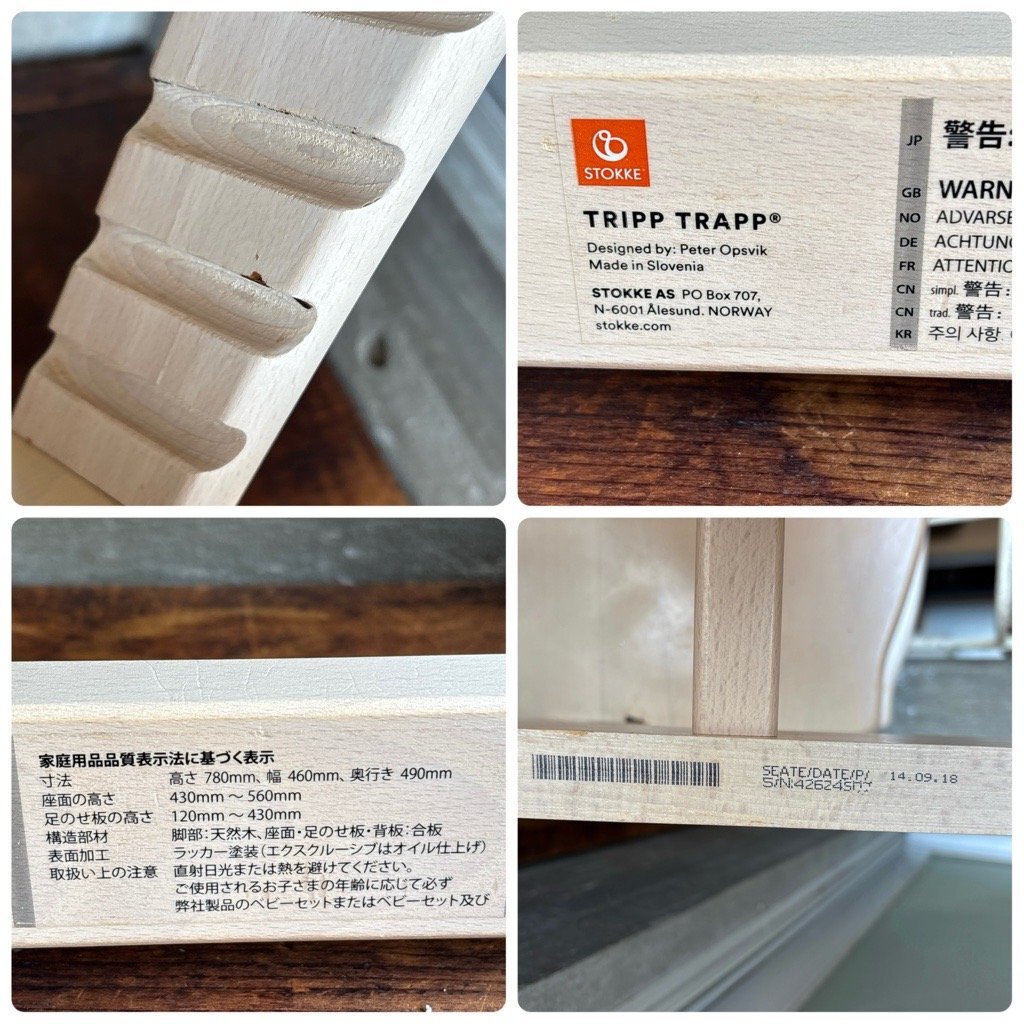 STOKKE
TRIPP TRAPP®
Designed by: Peter Opsvik
Made in Slovenia
STOKKE AS PO Box 707,
N-6001 Ålesund. NORWAY
stokke.com
JP 警告:
GB WARN
NO ADVARSE
DE ACHTUNG
FR ATTENTIO
CN simpl. 警告:
CN trad. 警告:
KR 주의 사항
家庭用品品質表示法に基づく表示
寸法 高さ 780mm、幅 460mm、奥行き 490mm
座面の高さ 430mm ～ 560mm
足のせ板の高さ 120mm ～ 430mm
構造部材 脚部:天然木、座面・足のせ板・背板:合板
表面加工 ラッカー塗装(エクスクルーシブはオイル仕上げ)
取扱い上の注意 直射日光または熱を避けてください。
ご使用されるお子さまの年齢に応じて必ず
弊社製品のベビーセットまたはベビーセット及び
SEATE/DATE/P/ 14.09.18